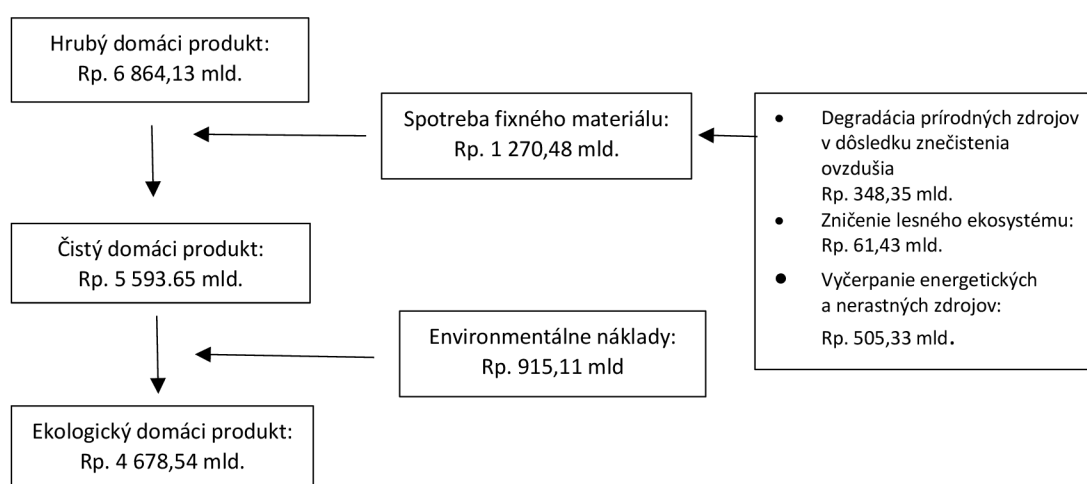 Hrubý domáci produkt:
Rp. 6 864,13 mld.
Spotreba fixného materiálu:
Rp. 1 270,48 mld.
• Degradácia prírodných zdrojov
v dôsledku znečistenia
ovzdušia
Rp. 348,35 mld.
• Zničenie lesného ekosystému:
Rp. 61,43 mld.
• Vyčerpanie energetických
a nerastných zdrojov:
Rp. 505,33 mld.
Čistý domáci produkt:
Rp. 5 593.65 mld.
Environmentálne náklady:
Rp. 915,11 mld
Ekologický domáci produkt:
Rp. 4 678,54 mld.